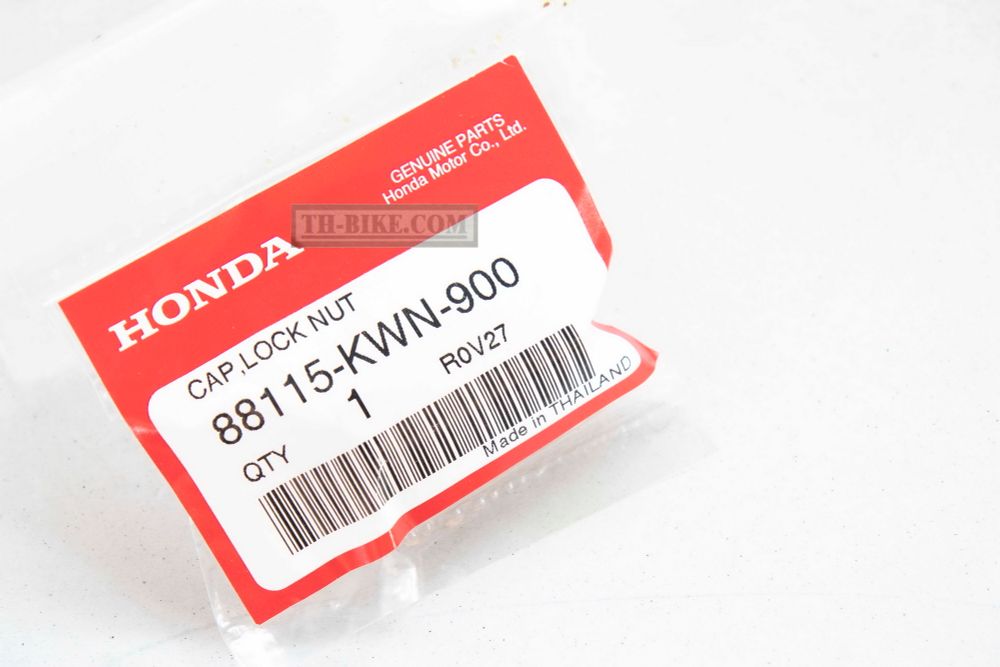 GENUINE PARTS
Honda Motor Co., Ltd.
HONDA
TH-BIKE.COM
CAP,LOCK NUT
88115-KWN-900
QTY 1 R0V27
Made in THAILAND